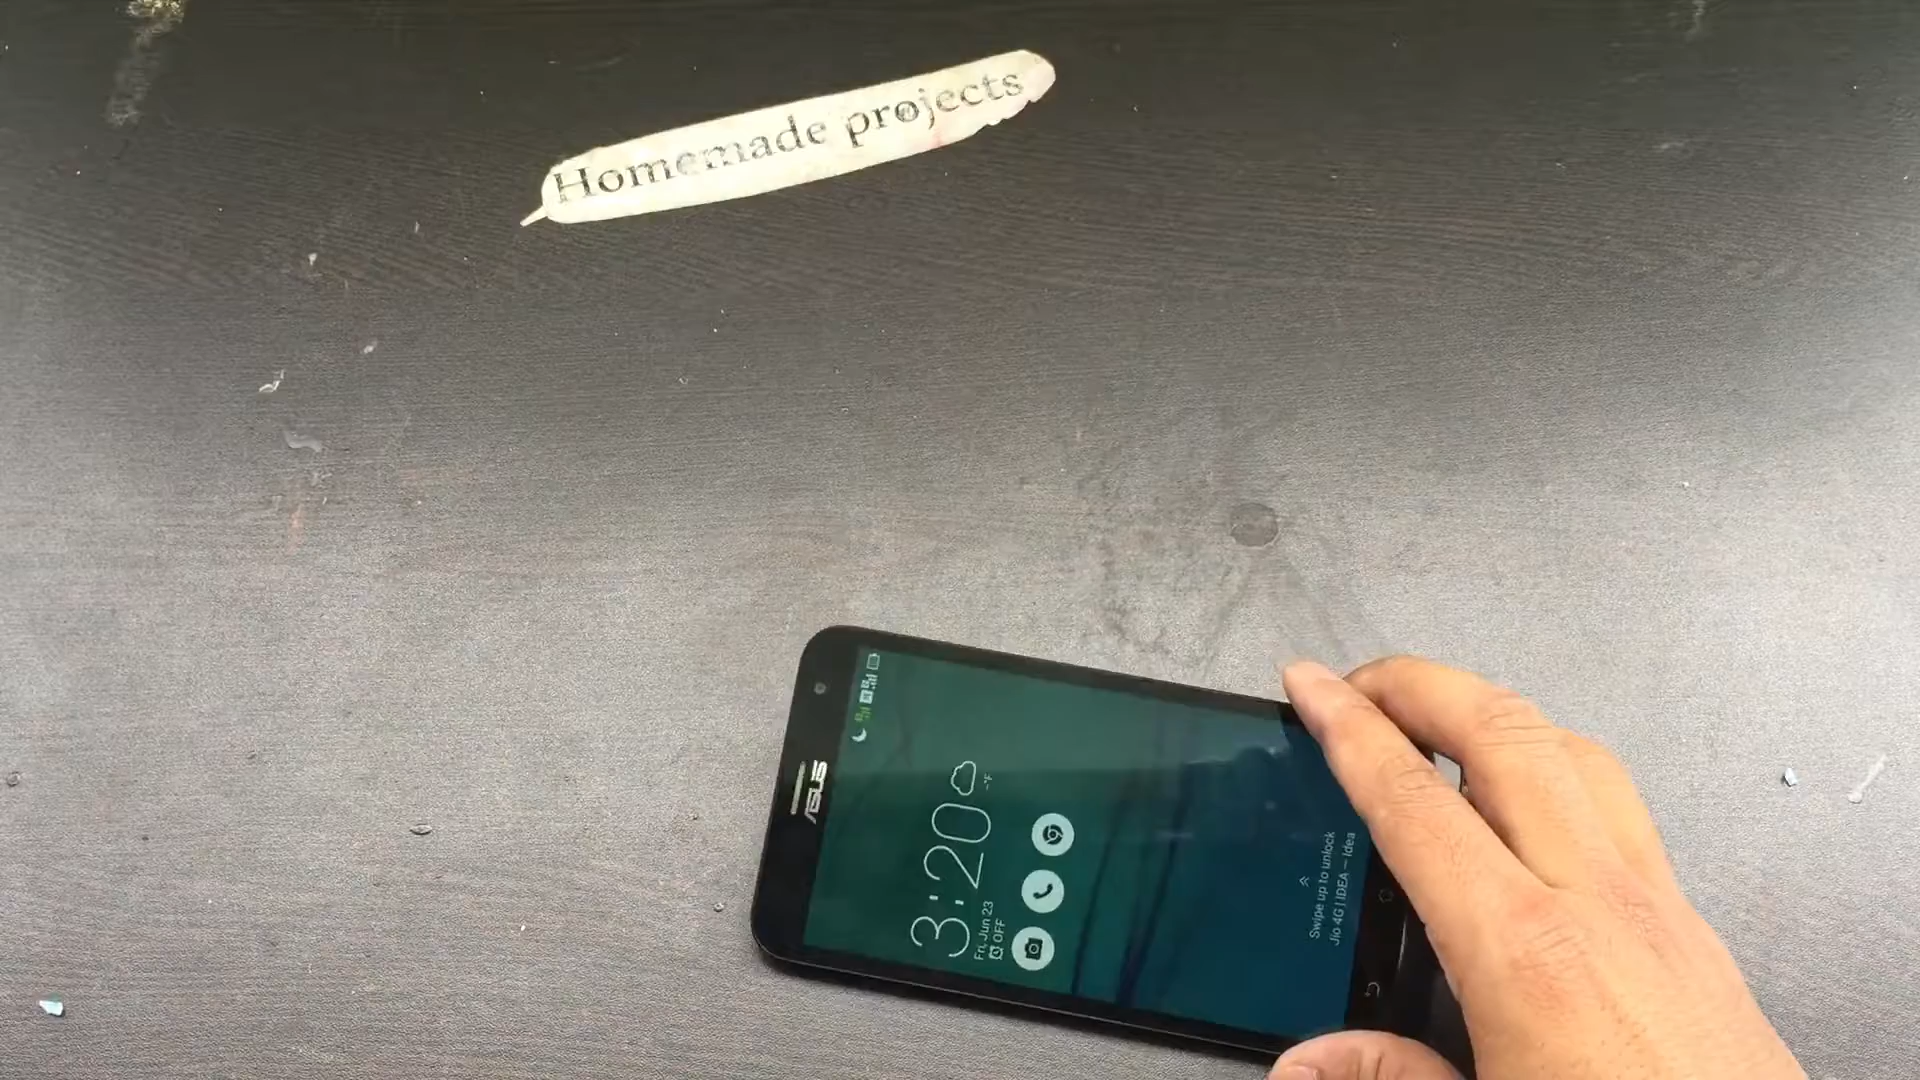 Homemade projects
ASUS
3:20
-°F
Fri, Jun 23
OFF
Swipe up to unlock
Jio 4G | IDEA — Idea